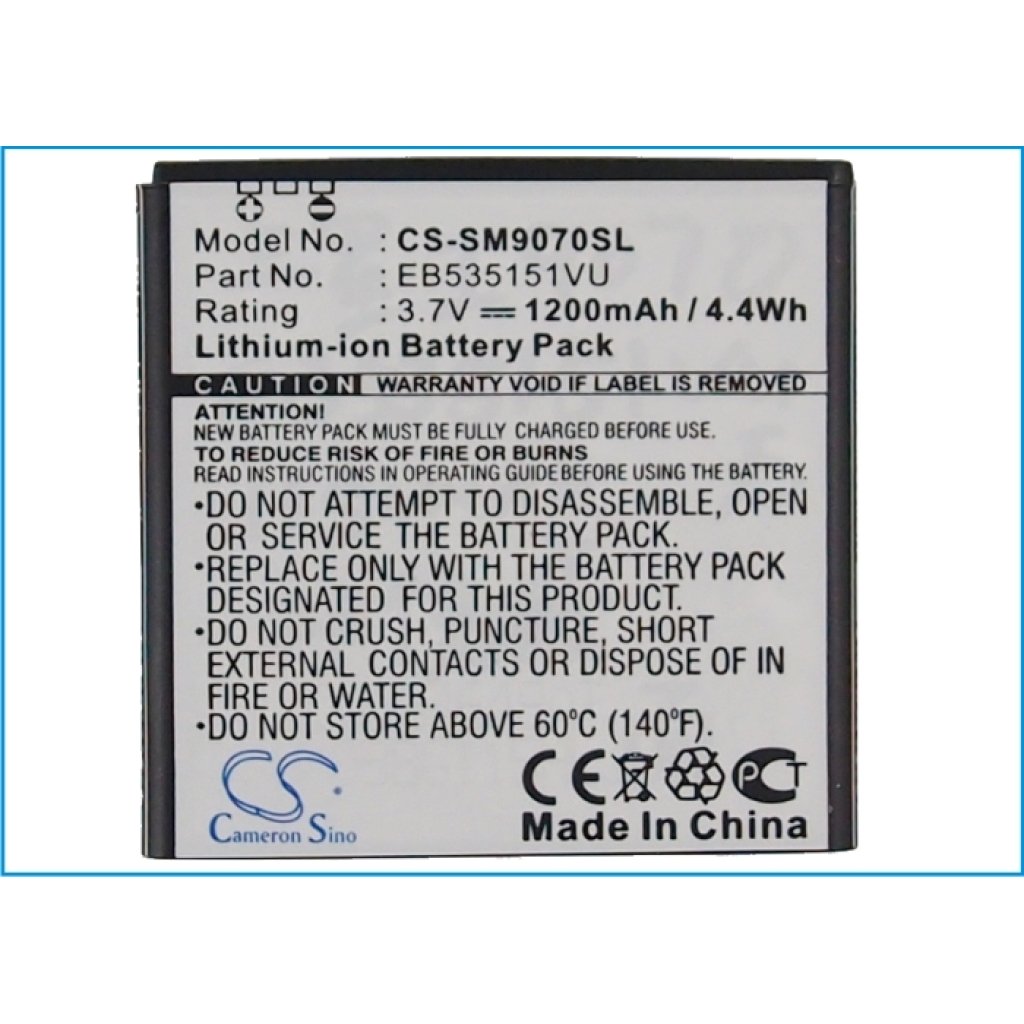 Model No. : CS-SM9070SL
Part No. : EB535151VU
Rating : 3.7V 1200mAh / 4.4Wh
Lithium-ion Battery Pack
CAUTION WARRANTY VOID IF LABEL IS REMOVED
ATTENTION!
NEW BATTERY PACK MUST BE FULLY CHARGED BEFORE USE.
TO REDUCE RISK OF FIRE OR BURNS
READ INSTRUCTIONS IN OPERATING GUIDE BEFORE USING THE BATTERY.
•DO NOT ATTEMPT TO DISASSEMBLE, OPEN
OR SERVICE THE BATTERY PACK.
•REPLACE ONLY WITH THE BATTERY PACK
DESIGNATED FOR THIS PRODUCT.
•DO NOT CRUSH, PUNCTURE, SHORT
EXTERNAL CONTACTS OR DISPOSE OF IN
FIRE OR WATER.
•DO NOT STORE ABOVE 60°C (140°F).
CS
Cameron Sino
CE PCT
Made In China